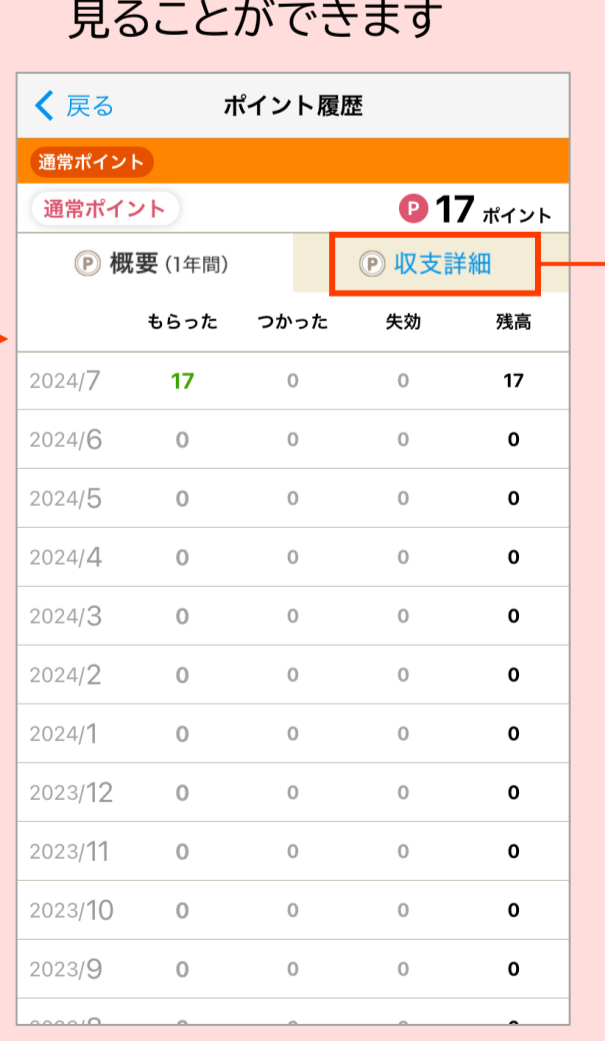 見ることができます
戻る ポイント履歴
通常ポイント
通常ポイント P 17 ポイント
P 概要 (1年間) P 収支詳細
もらった つかった 失効 残高
2024/7 17 0 0 17
2024/6 0 0 0 0
2024/5 0 0 0 0
2024/4 0 0 0 0
2024/3 0 0 0 0
2024/2 0 0 0 0
2024/1 0 0 0 0
2023/12 0 0 0 0
2023/11 0 0 0 0
2023/10 0 0 0 0
2023/9 0 0 0 0